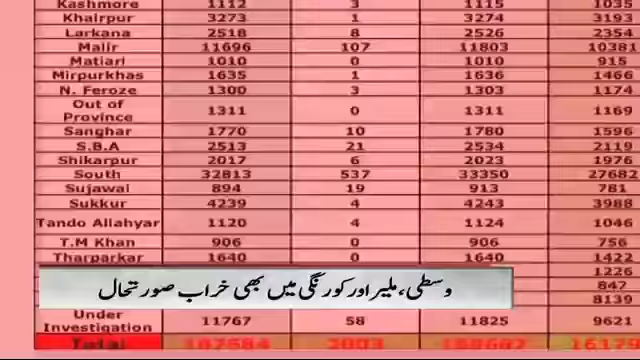 Kashmore 1112 3 1115 1035
Khairpur 3273 1 3274 3193
Larkana 2518 8 2526 2354
Malir 11696 107 11803 10381
Matiari 1010 0 1010 915
Mirpurkhas 1635 1 1636 1466
N. Feroze 1300 3 1303 1174
Out of Province 1311 0 1311 1169
Sanghar 1770 10 1780 1596
S.B.A 2513 21 2534 2119
Shikarpur 2017 6 2023 1976
South 32813 537 33350 27682
Sujawal 894 19 913 781
Sukkur 4239 4 4243 3988
Tando Allahyar 1120 4 1124 1046
T.M Khan 906 0 906 756
Tharparkar 1640 0 1640 1422
1226
وسطی، ملیر اور کورنگی میں بھی خراب صورتحال
847
8139
Under Investigation 11767 58 11825 9621
Total